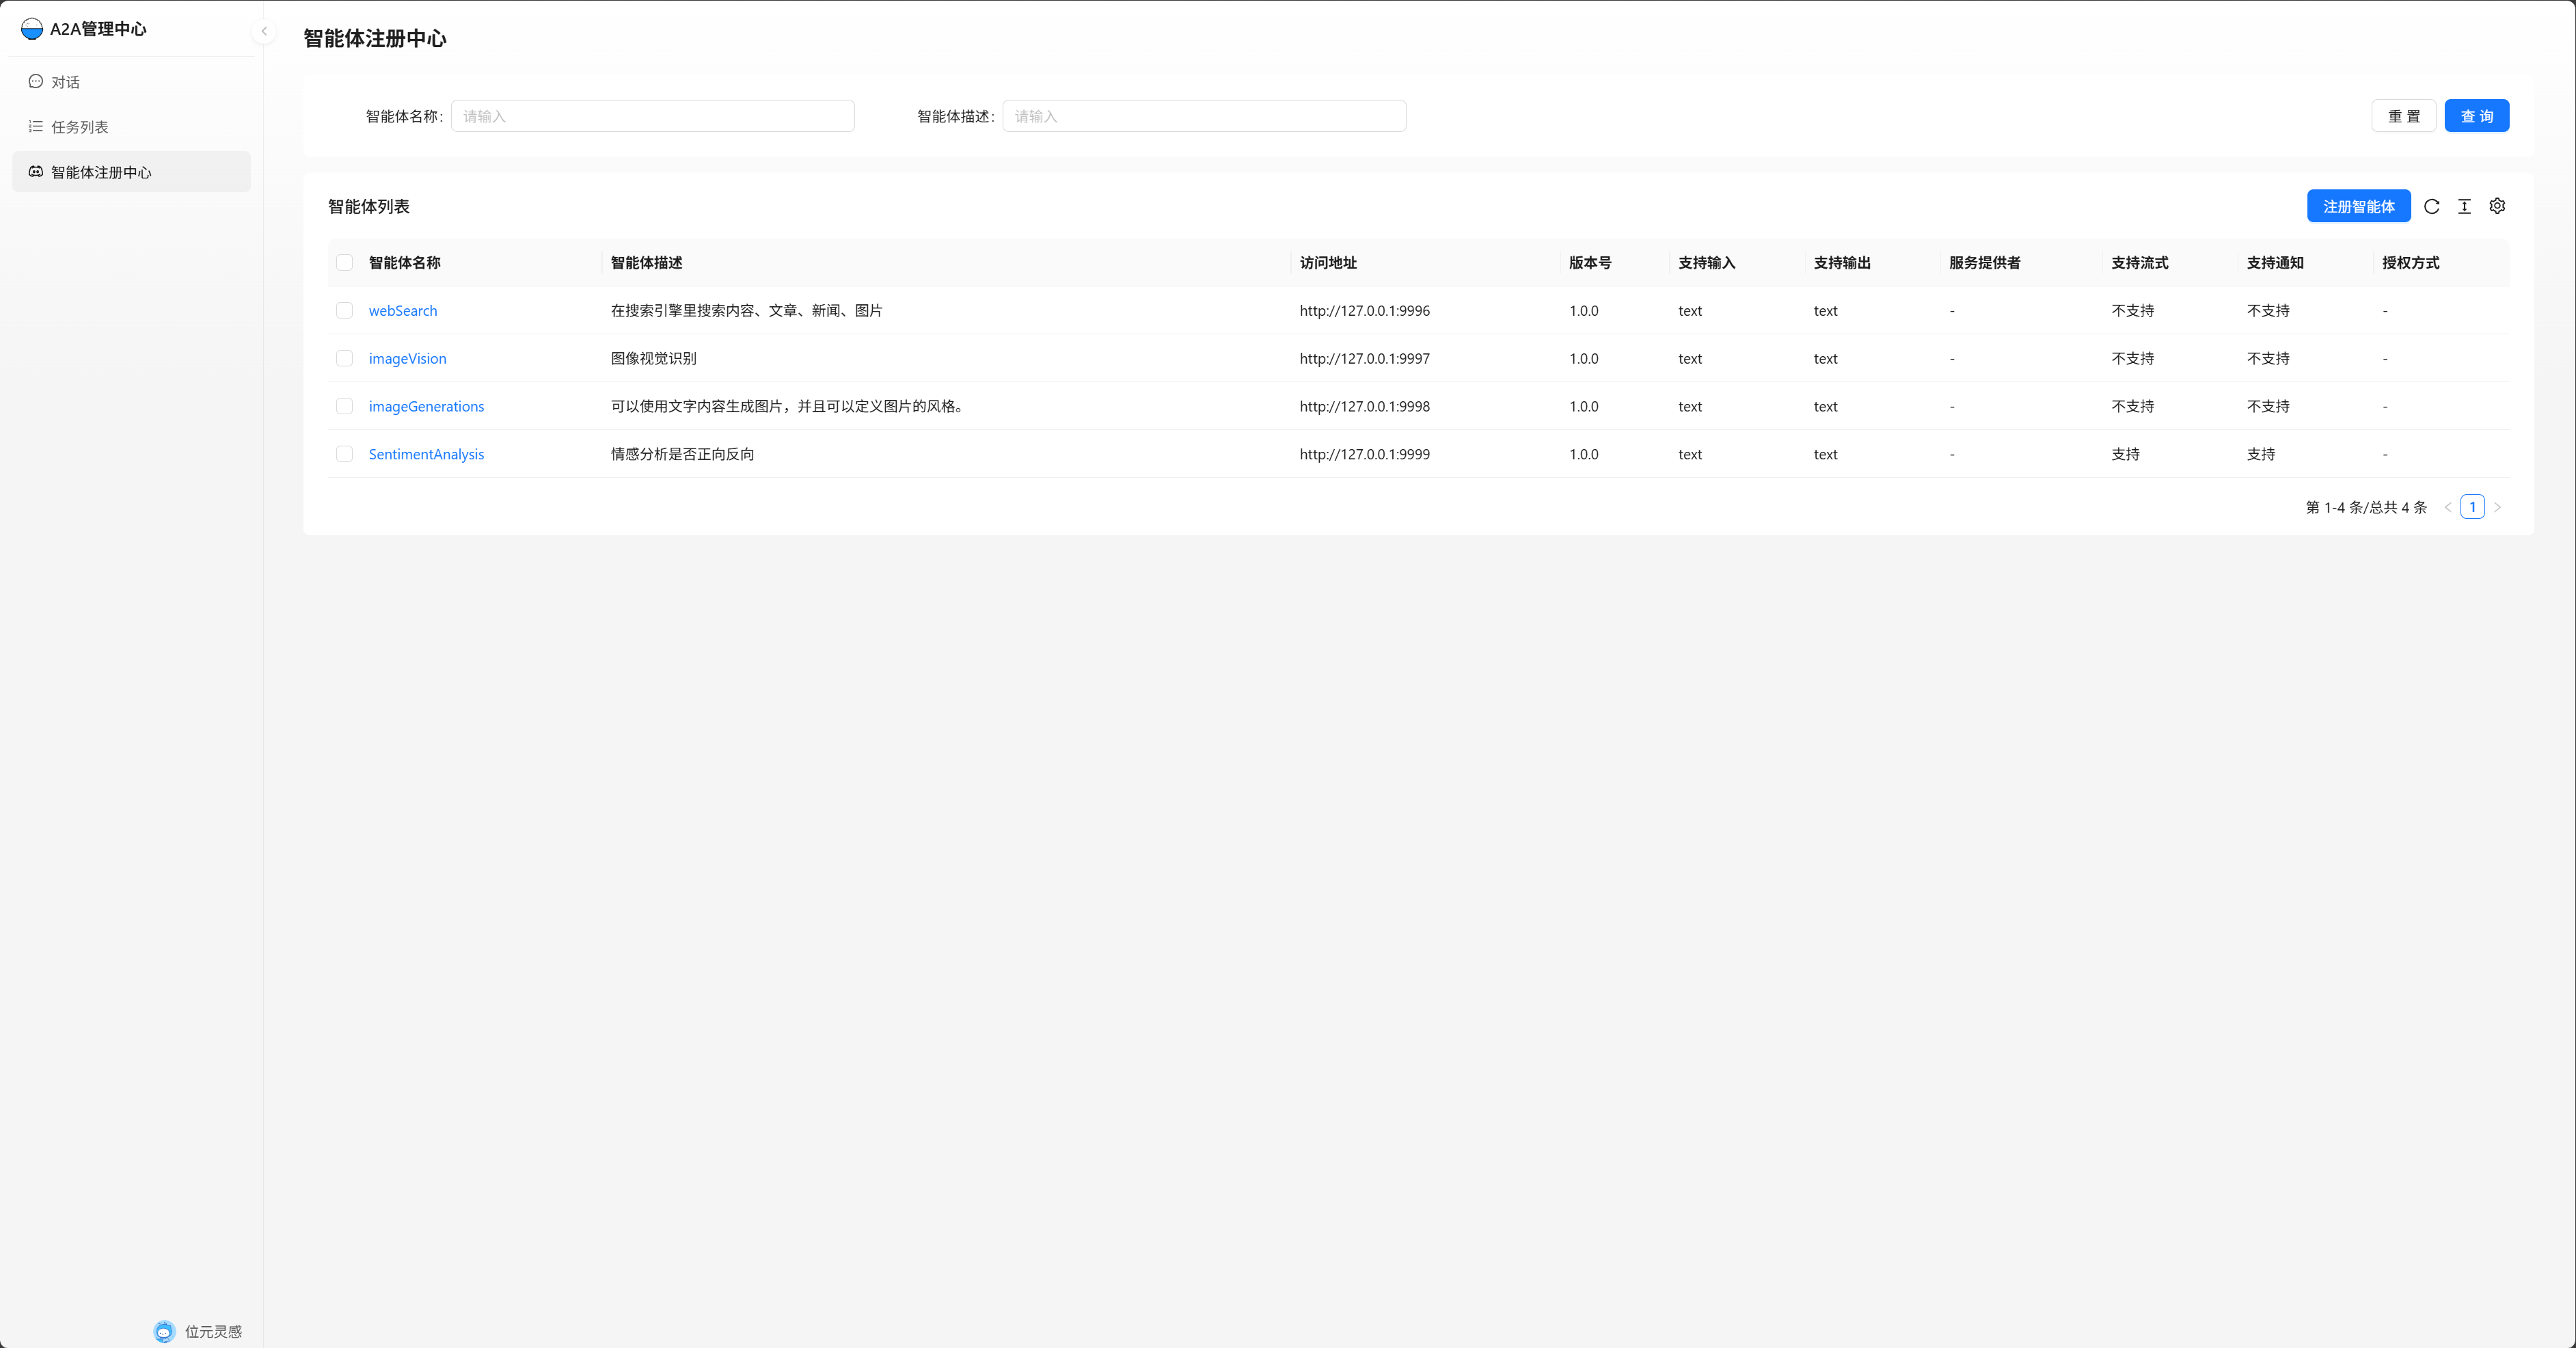 A2A管理中心
对话
任务列表
智能体注册中心
智能体注册中心
智能体名称: 请输入 智能体描述: 请输入 重 置 查 询
智能体列表 注册智能体
智能体名称 智能体描述 访问地址 版本号 支持输入 支持输出 服务提供者 支持流式 支持通知 授权方式
webSearch 在搜索引擎里搜索内容、文章、新闻、图片 http://127.0.0.1:9996 1.0.0 text text - 不支持 不支持 -
imageVision 图像视觉识别 http://127.0.0.1:9997 1.0.0 text text - 不支持 不支持 -
imageGenerations 可以使用文字内容生成图片，并且可以定义图片的风格。 http://127.0.0.1:9998 1.0.0 text text - 不支持 不支持 -
SentimentAnalysis 情感分析是否正向反向 http://127.0.0.1:9999 1.0.0 text text - 支持 支持 -
第 1-4 条/总共 4 条 < 1 >
位元灵感